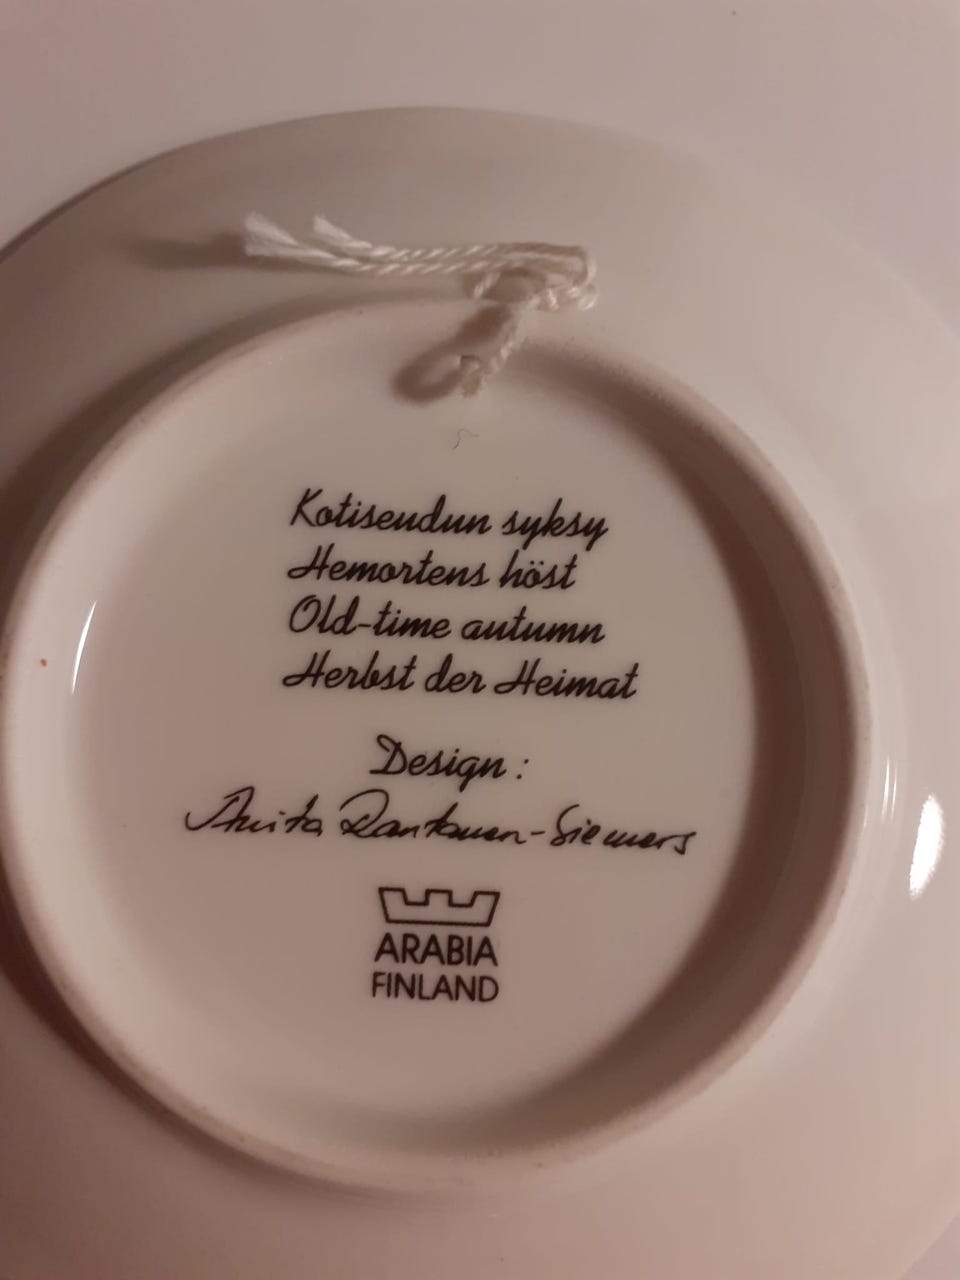 Kotiseudun syksy
Hemortens höst
Old-time autumn
Herbst der Heimat
Design:
Anita Rantanen-Siemers
ARABIA
FINLAND